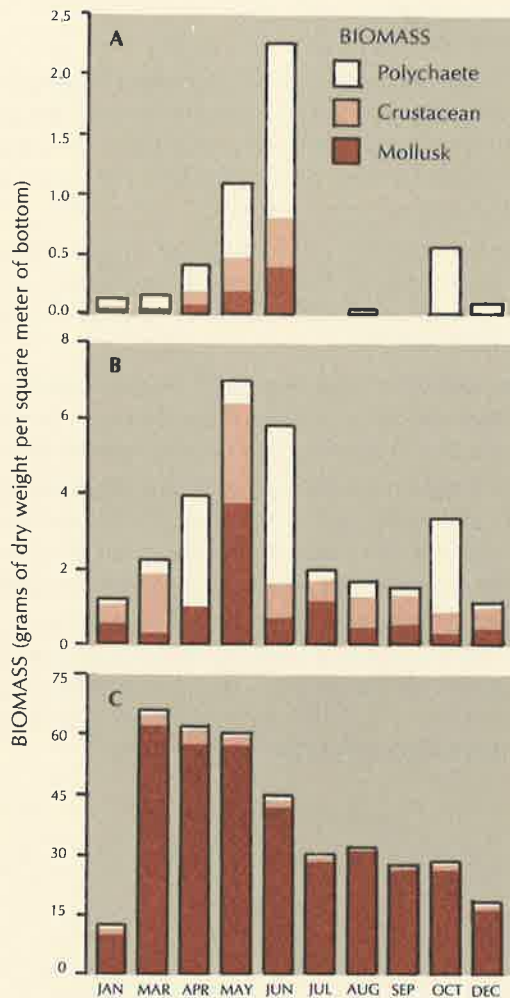 BIOMASS (grams of dry weight per square meter of bottom)
A
BIOMASS
Polychaete
Crustacean
Mollusk
2.5
2.0
1.5
1.0
0.5
0.0
B
8
6
4
2
0
C
75
60
45
30
15
0
JAN MAR APR MAY JUN JUL AUG SEP OCT DEC